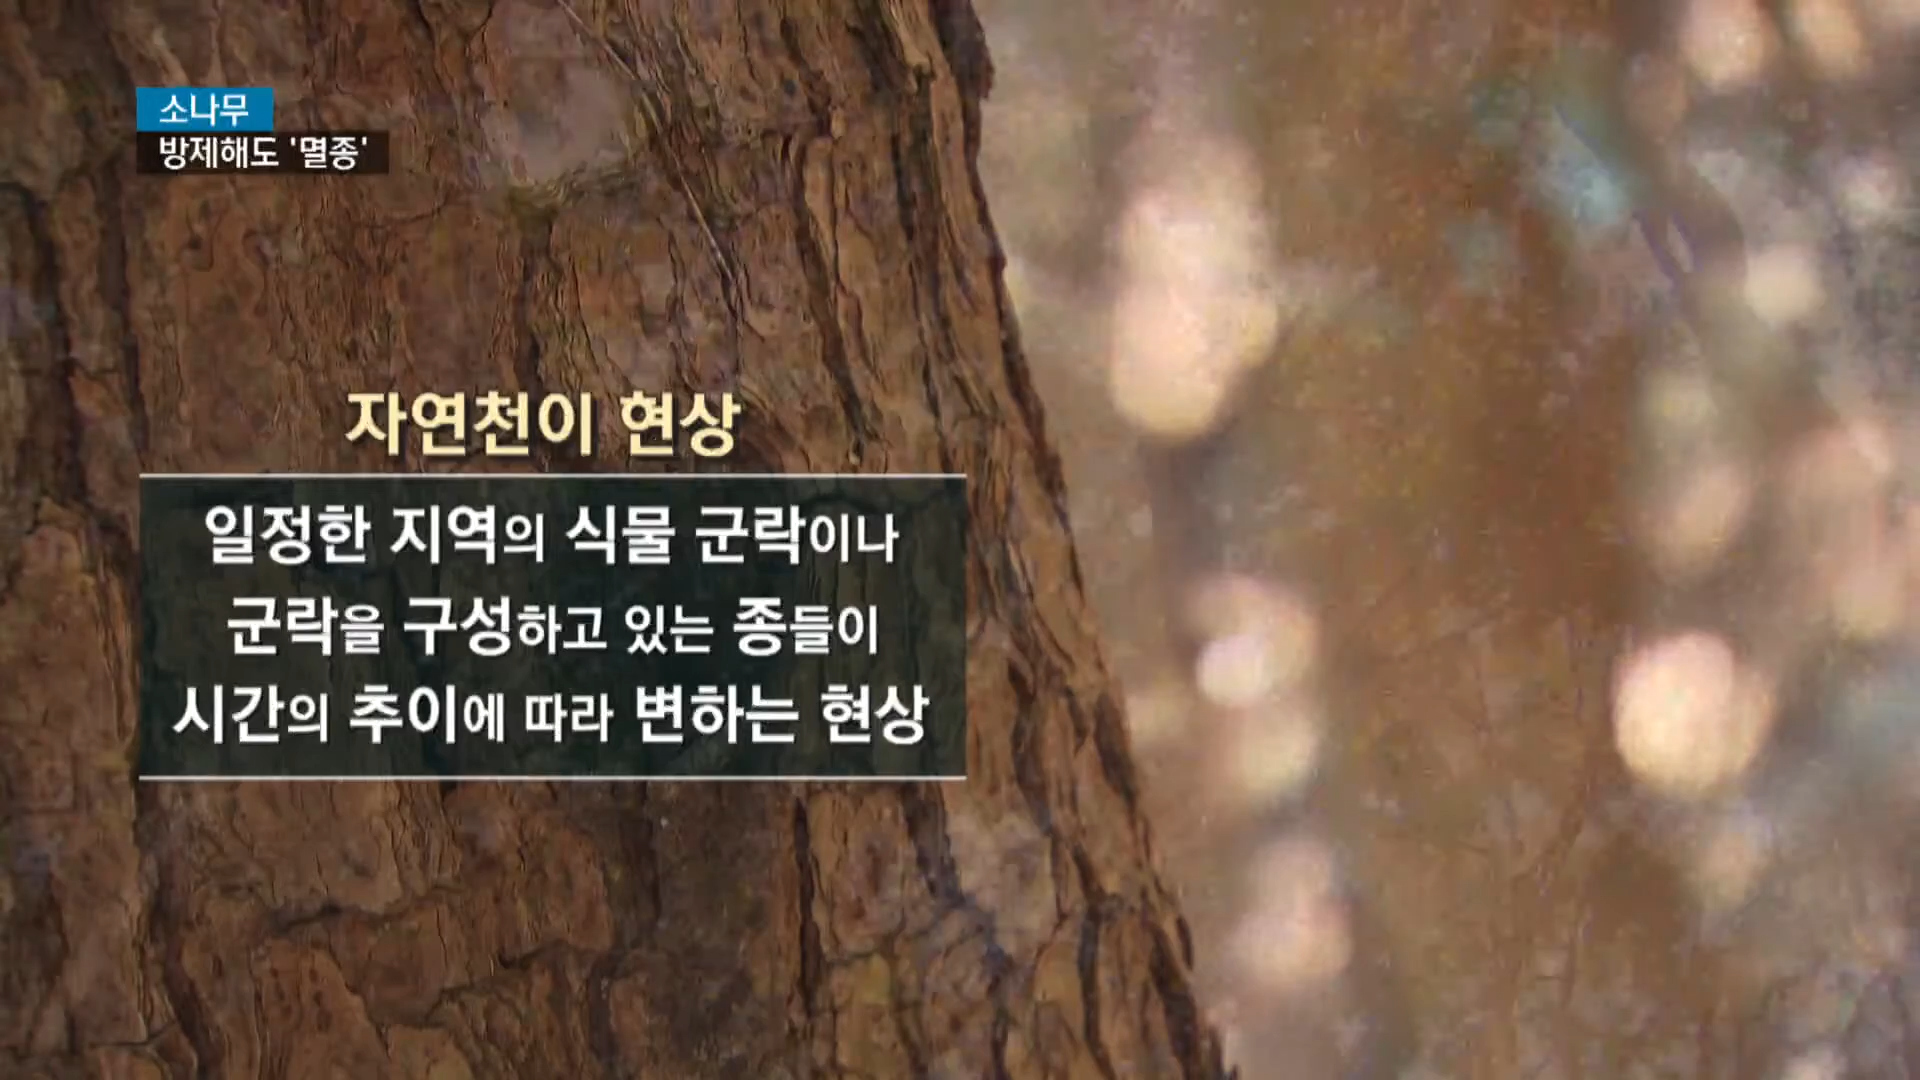 소나무
방제해도 '멸종'
자연천이 현상
일정한 지역의 식물 군락이나
군락을 구성하고 있는 종들이
시간의 추이에 따라 변하는 현상